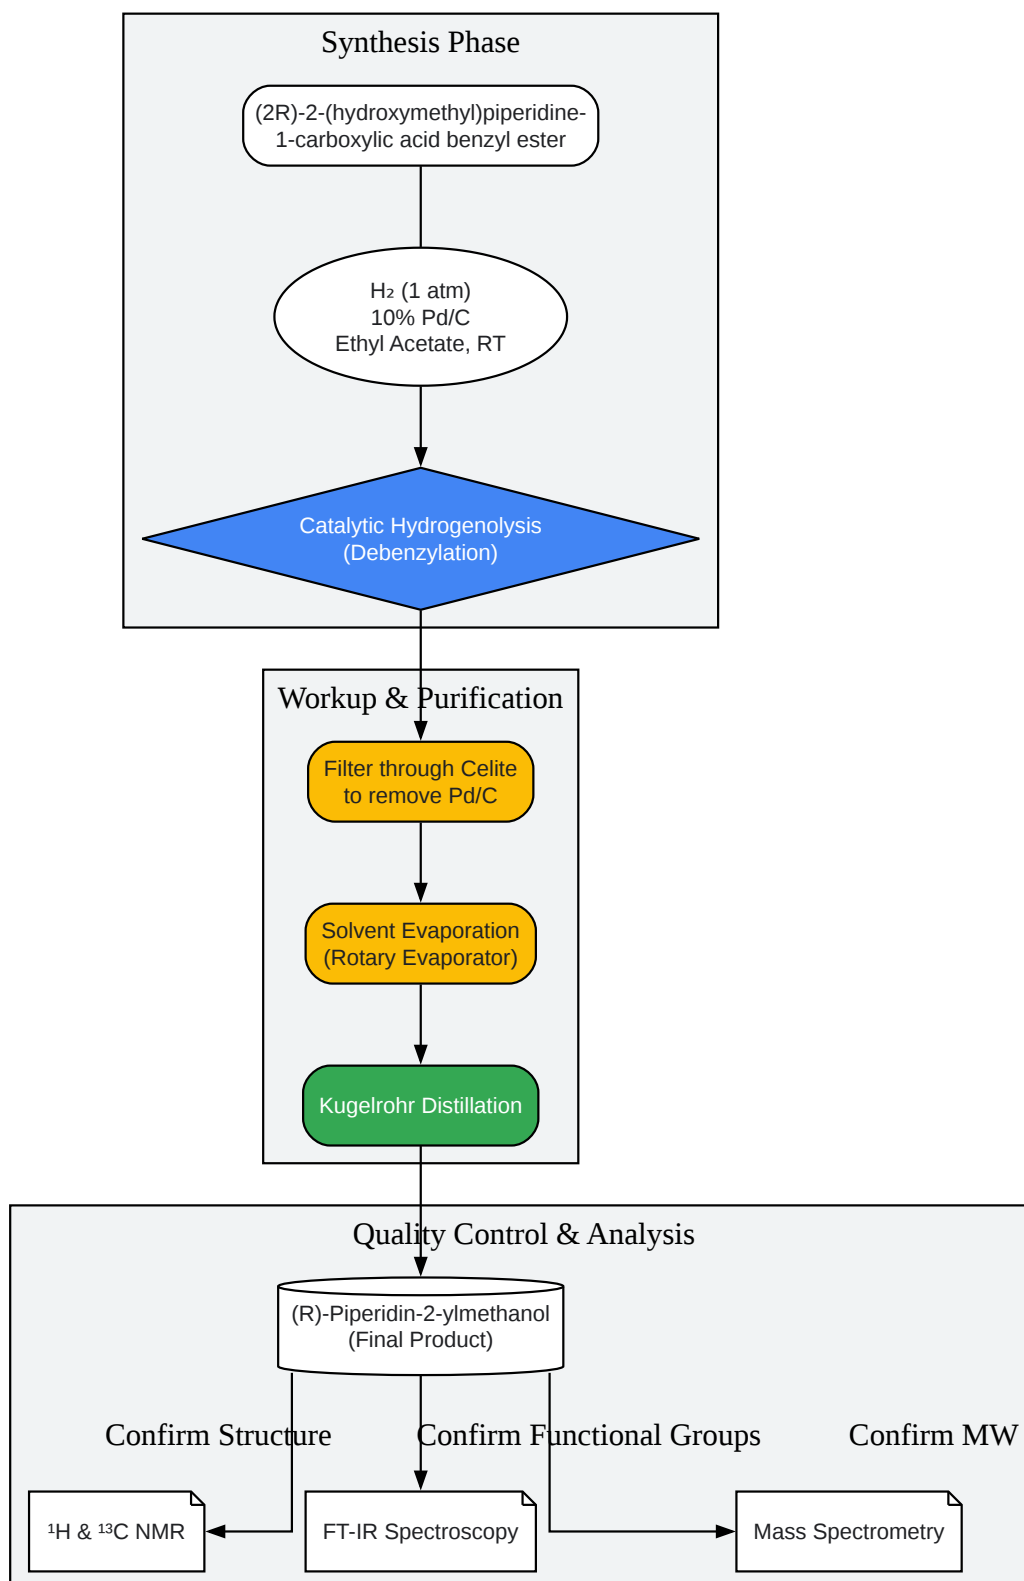 Synthesis Phase
(2R)-2-(hydroxymethyl)piperidine-
1-carboxylic acid benzyl ester
H₂ (1 atm)
10% Pd/C
Ethyl Acetate, RT
Catalytic Hydrogenolysis
(Debenzylation)
Workup & Purification
Filter through Celite
to remove Pd/C
Solvent Evaporation
(Rotary Evaporator)
Kugelrohr Distillation
Quality Control & Analysis
(R)-Piperidin-2-ylmethanol
(Final Product)
Confirm Structure
Confirm Functional Groups
Confirm MW
¹H & ¹³C NMR
FT-IR Spectroscopy
Mass Spectrometry